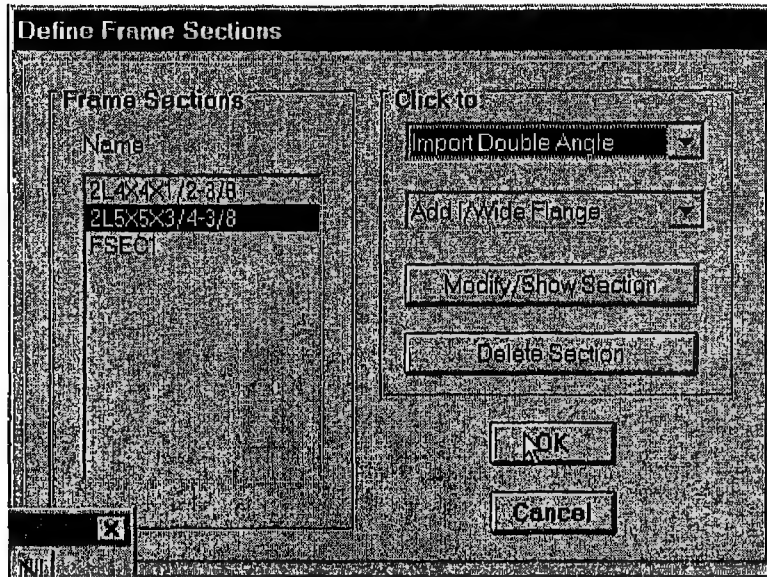 Define Frame Sections
Frame Sections
Name
2L4X4X1/2-3/8
2L5X5X3/4-3/8
FSEC1
Click to:
Import Double Angle
Add I/Wide Flange
Modify/Show Section
Delete Section
OK
Cancel